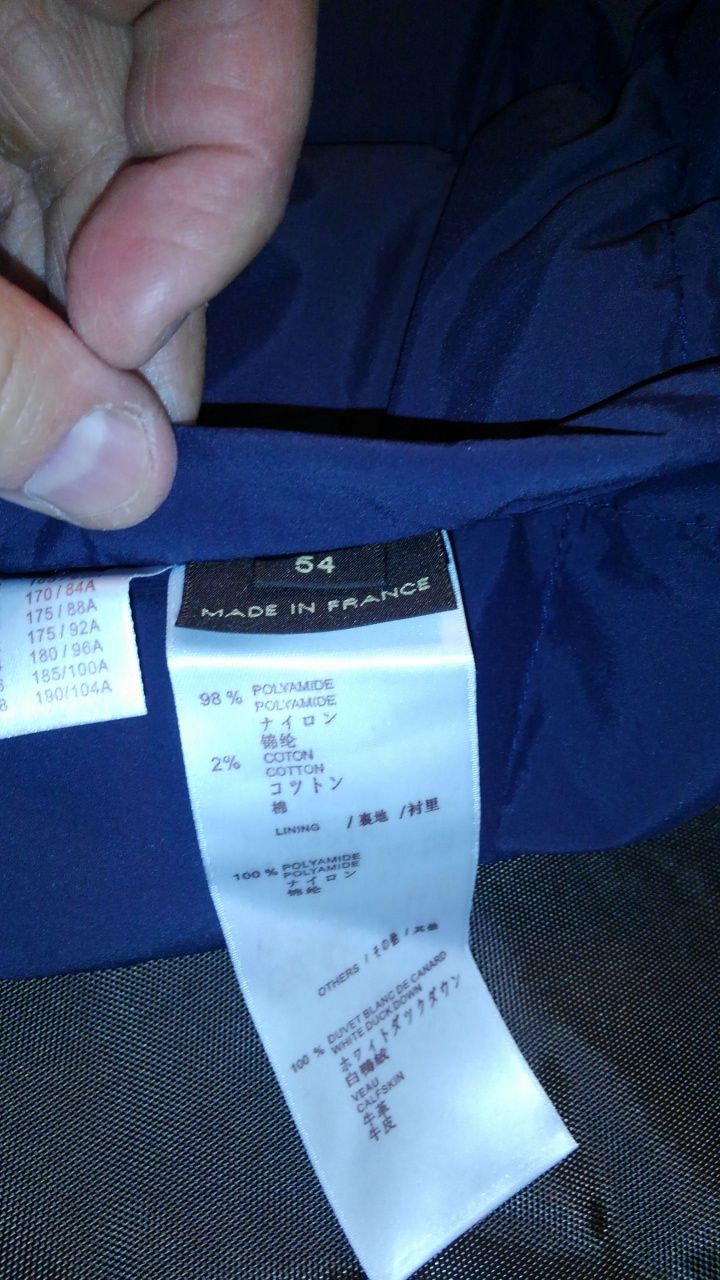 54
MADE IN FRANCE
170/84A
175/88A
175/92A
180/96A
185/100A
8 190/104A
98 % POLYAMIDE
POLYAMIDE
ナイロン
锦纶
2% COTON
COTTON
コットン
棉
LINING /裏地 /衬里
100 % POLYAMIDE
POLYAMIDE
ナイロン
锦纶
OTHERS /その他 /其他
100 % DUVET BLANC DE CANARD
WHITE DUCK DOWN
ホワイトダックダウン
白鸭绒
VEAU
CALFSKIN
牛革
牛皮